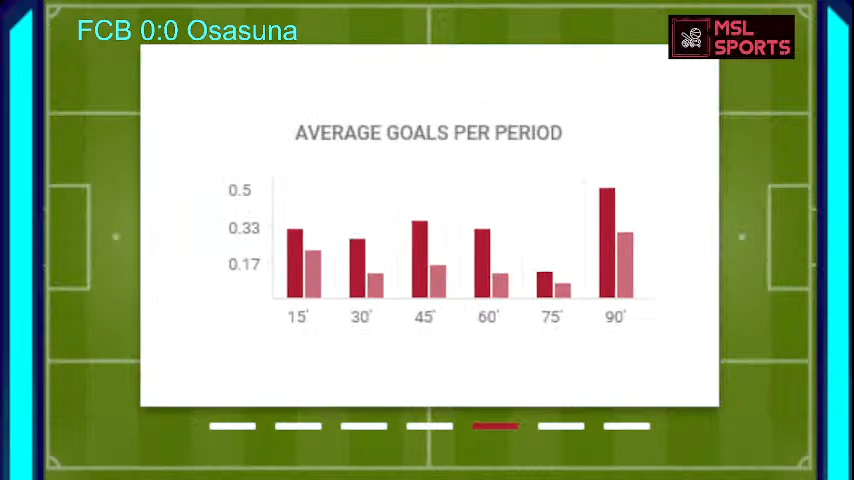 FCB 0:0 Osasuna
MSL
SPORTS
AVERAGE GOALS PER PERIOD
0.5
0.33
0.17
15' 30' 45' 60' 75' 90'